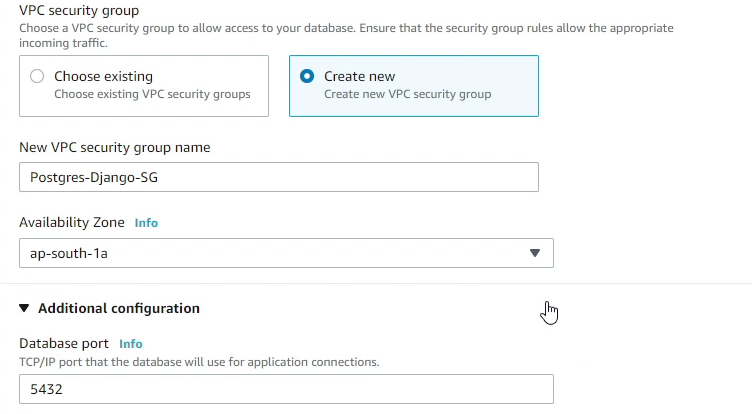 VPC security group
Choose a VPC security group to allow access to your database. Ensure that the security group rules allow the appropriate
incoming traffic.
Choose existing
Choose existing VPC security groups
Create new
Create new VPC security group
New VPC security group name
Postgres-Django-SG
Availability Zone Info
ap-south-1a
Additional configuration
Database port Info
TCP/IP port that the database will use for application connections.
5432